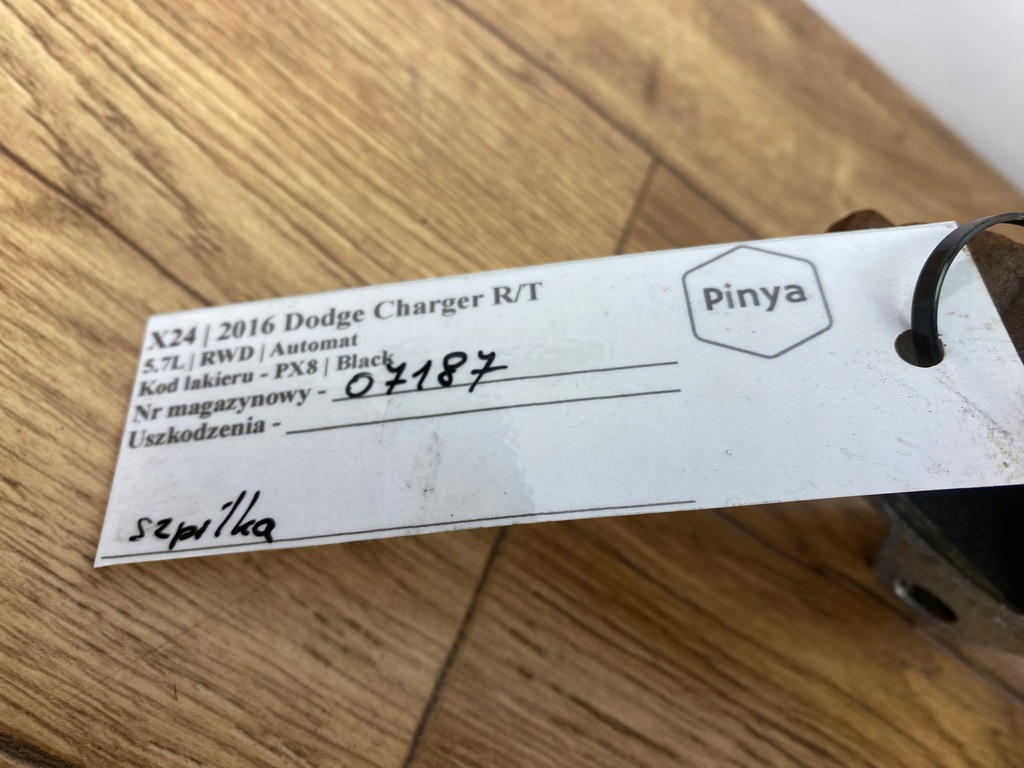 X24 | 2016 Dodge Charger R/T
5.7L | RWD | Automat
Kod lakieru - PX8 | Black
Nr magazynowy - 07187
Uszkodzenia -
szpilka
Pinya